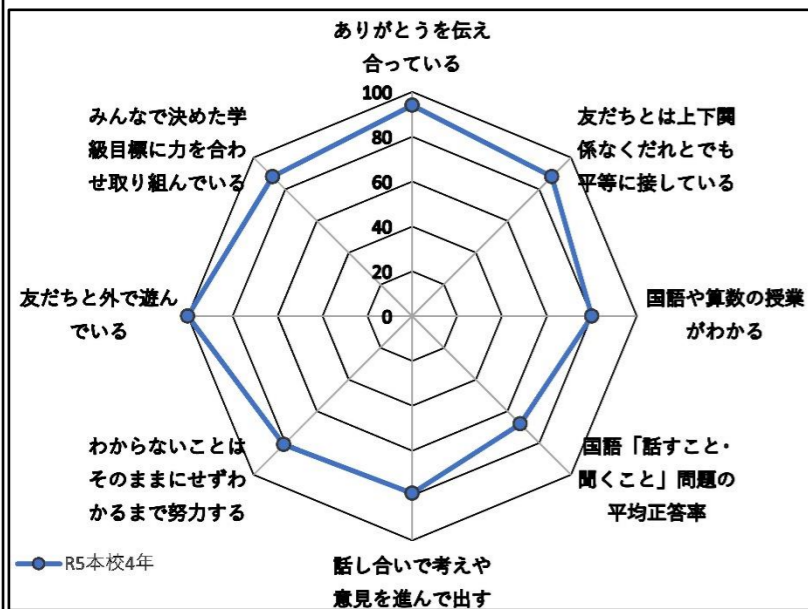 ありがとうを伝え
合っている
友だちとは上下関
係なくだれとでも
平等に接している
国語や算数の授業
がわかる
国語「話すこと・
聞くこと」問題の
平均正答率
話し合いで考えや
意見を進んで出す
わからないことは
そのままにせずわ
かるまで努力する
友だちと外で遊ん
でいる
みんなで決めた学
級目標に力を合わ
せ取り組んでいる
100
80
60
40
20
0
R5本校4年